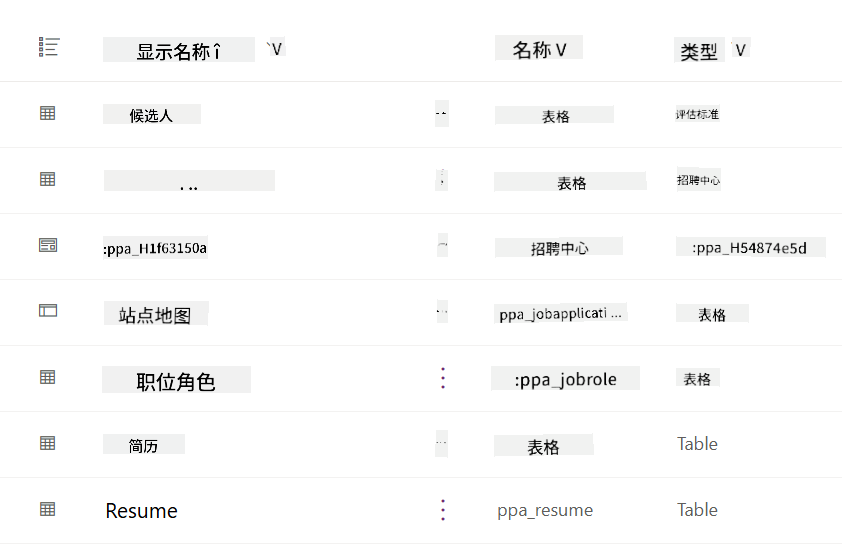 显示名称 ↑ V 名称 V 类型 V
候选人 表格 评估标准
表格 招聘中心
:ppa_H1f63150a 招聘中心 :ppa_H54874e5d
站点地图 ppa_jobapplicati ... 表格
职位角色 :ppa_jobrole 表格
简历 表格 Table
Resume ppa_resume Table